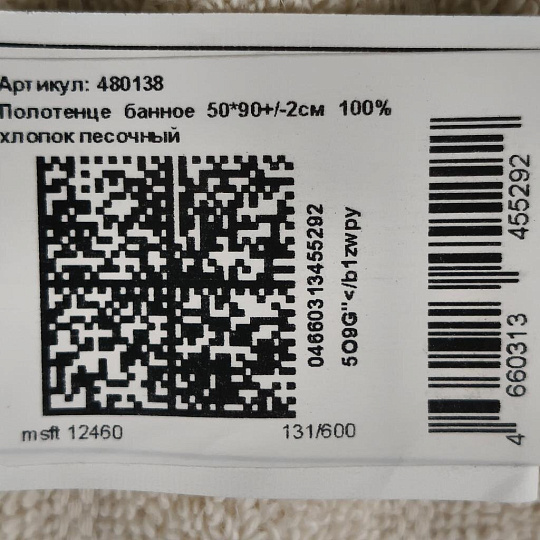 Артикул: 480138
Полотенце банное 50*90+/-2см 100%
хлопок песочный
04660313455292
5O9G"</b1zwpy
msft 12460
131/600
4 660313 455292